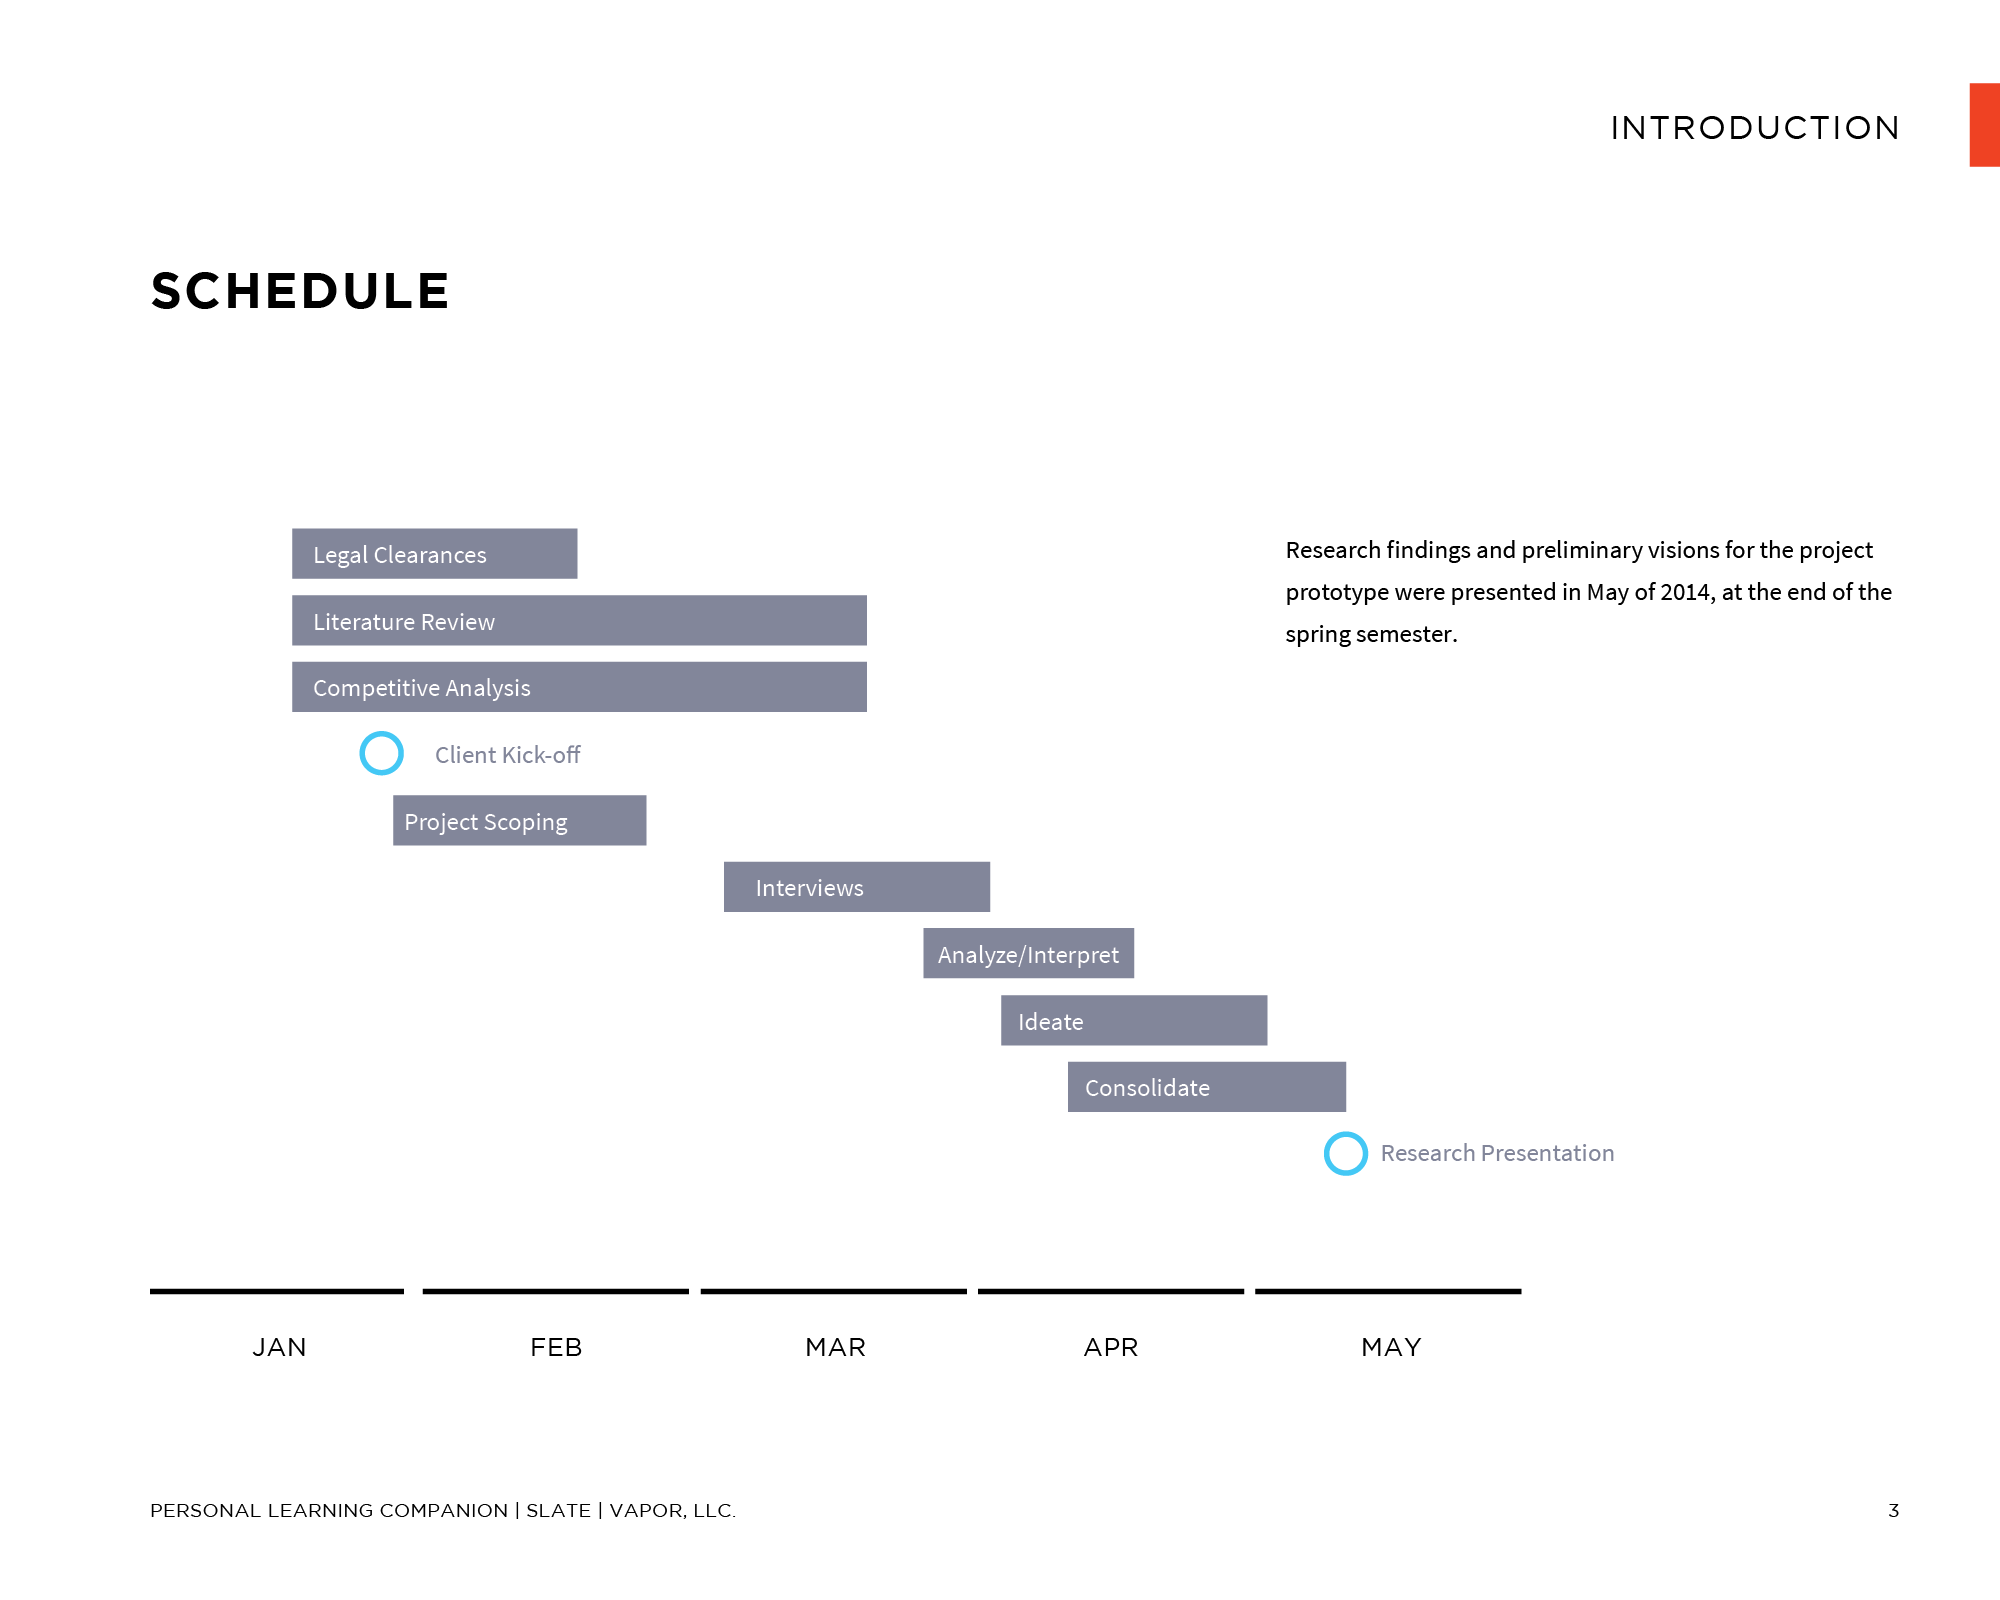 INTRODUCTION
SCHEDULE
Legal Clearances
Literature Review
Competitive Analysis
Client Kick-off
Project Scoping
Interviews
Analyze/Interpret
Ideate
Consolidate
Research Presentation
Research findings and preliminary visions for the project
prototype were presented in May of 2014, at the end of the
spring semester.
JAN FEB MAR APR MAY
PERSONAL LEARNING COMPANION | SLATE | VAPOR, LLC. 3